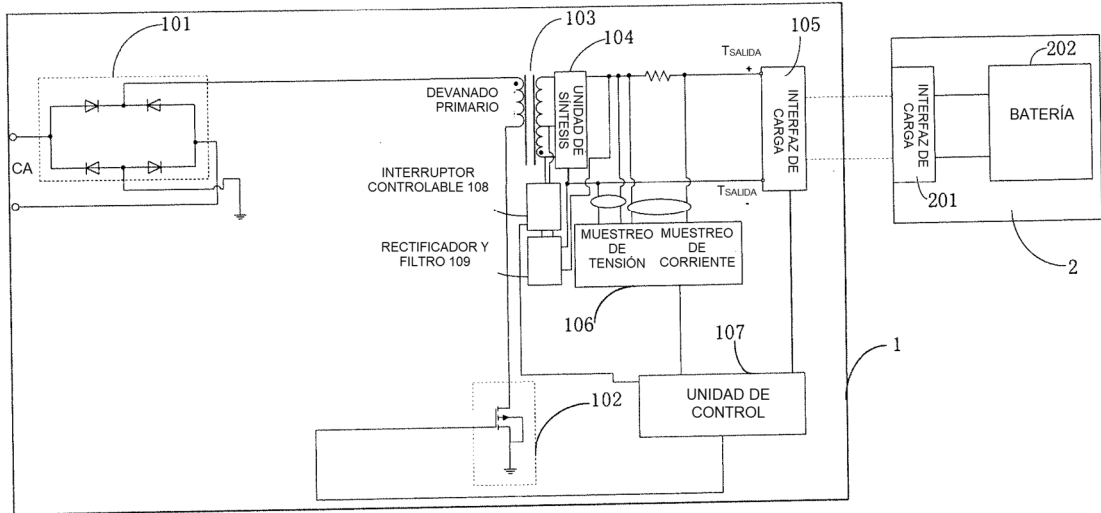 101
103
104
105
T SALIDA
+
DEVANADO
PRIMARIO
UNIDAD DE
SÍNTESIS
INTERFAZ DE
CARGA
CA
INTERRUPTOR
CONTROLABLE 108
T SALIDA
-
RECTIFICADOR Y
FILTRO 109
MUESTREO
DE
TENSIÓN
MUESTREO
DE
CORRIENTE
106
107
UNIDAD DE
CONTROL
102
1
202
INTERFAZ DE
CARGA
BATERÍA
201
2